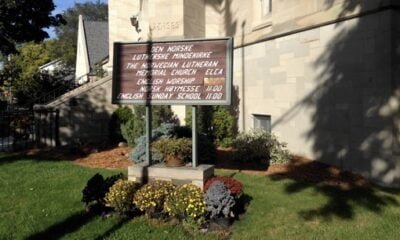 DEN NORSKE
LUTHERSKE MINDEKIRKE
THE NORWEGIAN LUTHERAN
MEMORIAL CHURCH ELCA
ENGLISH WORSHIP
NORSK HØYMESSE 11:00
ENGLISH SUNDAY SCHOOL 11:00